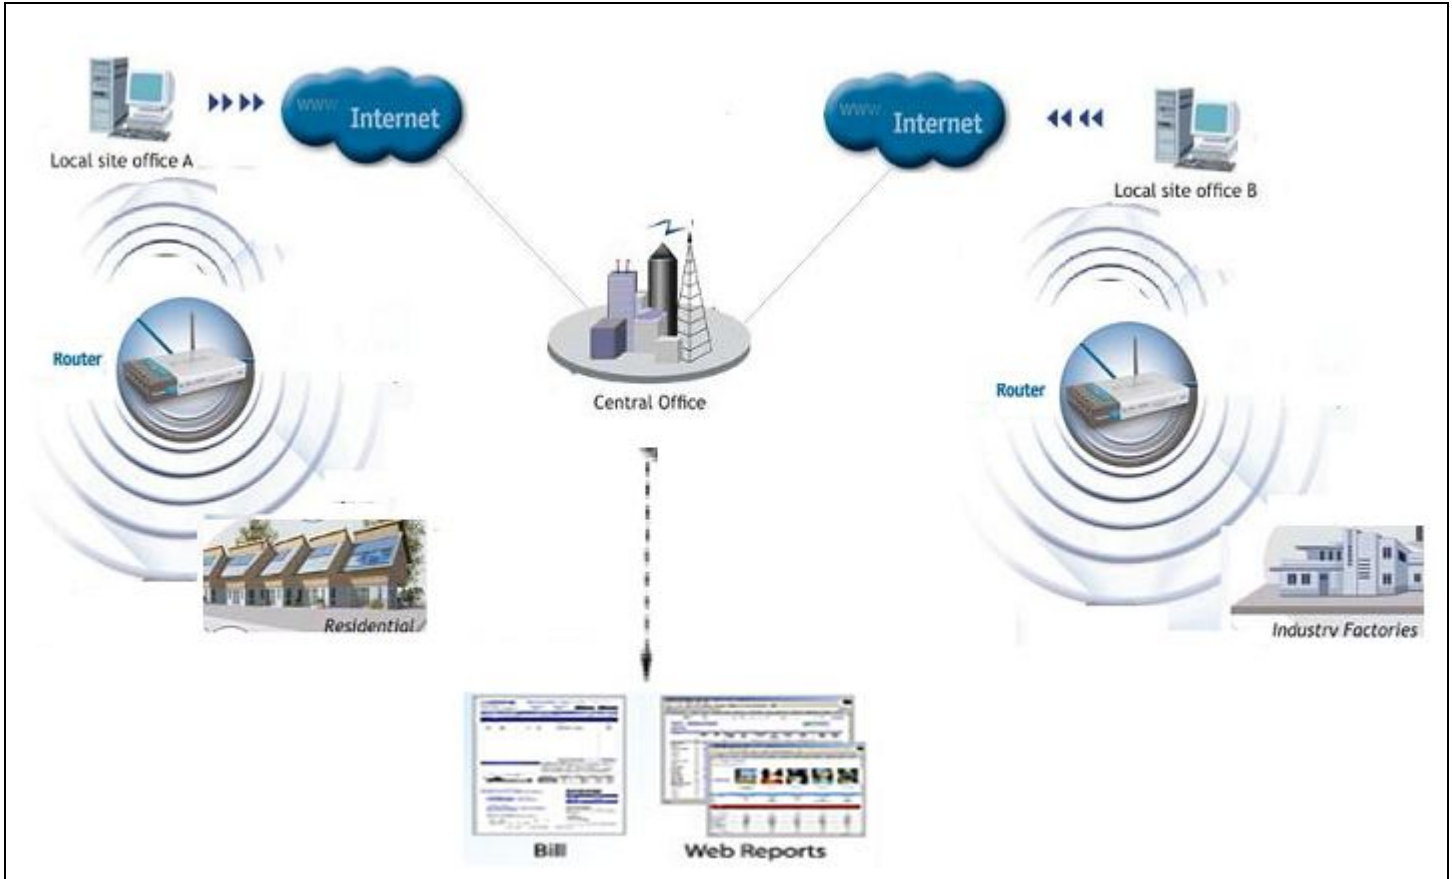 www
Internet
www
Internet
Local site office A
Local site office B
Router
Central Office
Router
Residential
Industry Factories
Bill
Web Reports